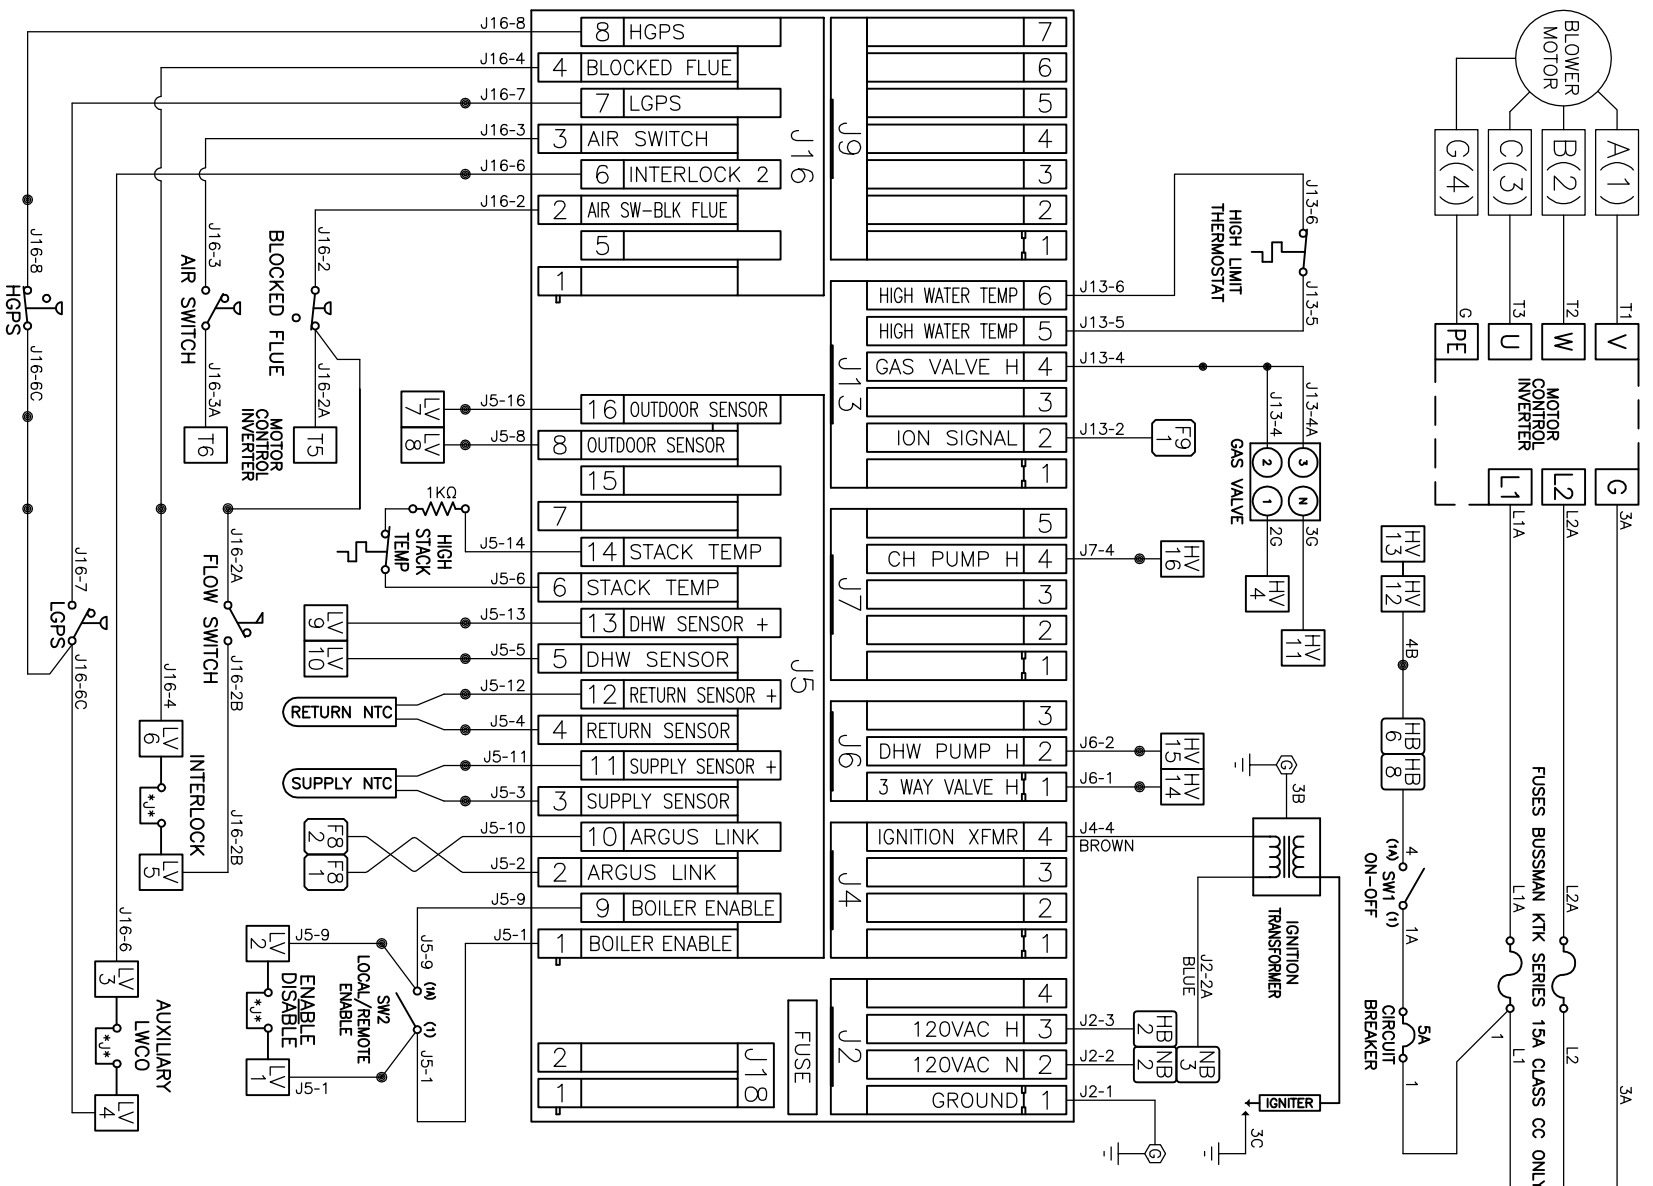 J16-8
J16-4
J16-7
J16-3
J16-6
J16-2
8 HGPS
4 BLOCKED FLUE
7 LGPS
3 AIR SWITCH
6 INTERLOCK 2
2 AIR SW-BLK FLUE
5
1
J16
J9
7
6
5
4
3
2
1
BLOWER
MOTOR
A(1)
B(2)
C(3)
G(4)
T1
T2
T3
G
V
W
U
PE
MOTOR
CONTROL
INVERTER
G
L2
L1
3A
L2A
L1A
J16-8
HGPS
J16-6C
J16-3
AIR SWITCH
J16-3A
J16-2
BLOCKED FLUE
J16-2A
MOTOR
CONTROL
INVERTER
T6
T5
HIGH WATER TEMP 6
HIGH WATER TEMP 5
GAS VALVE H 4
3
ION SIGNAL 2
1
J13
J13-6
J13-5
J13-4
J13-2
F9
1
J13-6
HIGH LIMIT
THERMOSTAT
J13-5
J13-4A
J13-4
GAS VALVE
2
3
1
N
2G
3G
HV
4
HV
11
J5-16
J5-8
LV
7
LV
8
16 OUTDOOR SENSOR
8 OUTDOOR SENSOR
15
7
14 STACK TEMP
6 STACK TEMP
13 DHW SENSOR +
5 DHW SENSOR
12 RETURN SENSOR +
4 RETURN SENSOR
11 SUPPLY SENSOR +
3 SUPPLY SENSOR
10 ARGUS LINK
2 ARGUS LINK
9 BOILER ENABLE
1 BOILER ENABLE
J5
1KΩ
HIGH
STACK
TEMP
J5-14
J5-6
J5-13
J5-5
LV
9
LV
10
J5-12
J5-4
RETURN NTC
J5-11
J5-3
SUPPLY NTC
J5-10
J5-2
F8
2
F8
1
J5-9
J5-1
5
CH PUMP H 4
3
2
1
J7
J7-4
HV
16
3
DHW PUMP H 2
3 WAY VALVE H 1
J6
J6-2
J6-1
HV
15
HV
14
IGNITION XFMR 4
3
2
1
J4
J4-4
BROWN
G
3B
IGNITION
TRANSFORMER
J2-2A
BLUE
4
120VAC H 3
120VAC N 2
GROUND 1
J2
J2-3
J2-2
J2-1
HB
2
NB
2
NB
3
G
IGNITER
3C
FUSE
J18
2
1
J16-7
LGPS
J16-6C
J16-2A
FLOW SWITCH
J16-2B
J16-4
LV
6
INTERLOCK
*J*
LV
5
J16-2B
J16-6
LV
3
AUXILIARY
LWCO
*J*
LV
4
J5-9
LV
2
ENABLE
DISABLE
*J*
LV
1
J5-1
J5-9
(1A)
SW2
LOCAL/REMOTE
ENABLE
(1)
J5-1
HV
13
HV
12
4B
HB
6
HB
8
4
(1A) SW1 (1)
ON-OFF
1A
5A
CIRCUIT
BREAKER
1
1
L1A
L2A
L1
L2
3A
FUSES BUSSMAN KTK SERIES 15A CLASS CC ONLY